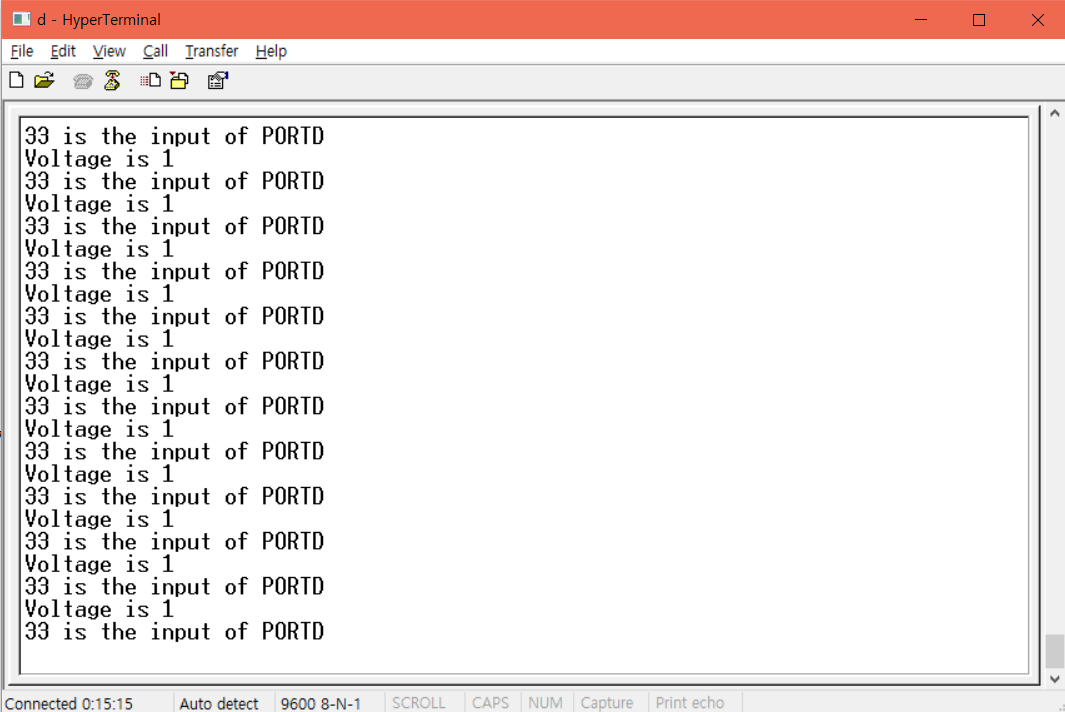 d - HyperTerminal
File Edit View Call Transfer Help
33 is the input of PORTD
Voltage is 1
33 is the input of PORTD
Voltage is 1
33 is the input of PORTD
Voltage is 1
33 is the input of PORTD
Voltage is 1
33 is the input of PORTD
Voltage is 1
33 is the input of PORTD
Voltage is 1
33 is the input of PORTD
Voltage is 1
33 is the input of PORTD
Voltage is 1
33 is the input of PORTD
Voltage is 1
33 is the input of PORTD
Voltage is 1
33 is the input of PORTD
Voltage is 1
33 is the input of PORTD
Connected 0:15:15 Auto detect 9600 8-N-1 SCROLL CAPS NUM Capture Print echo